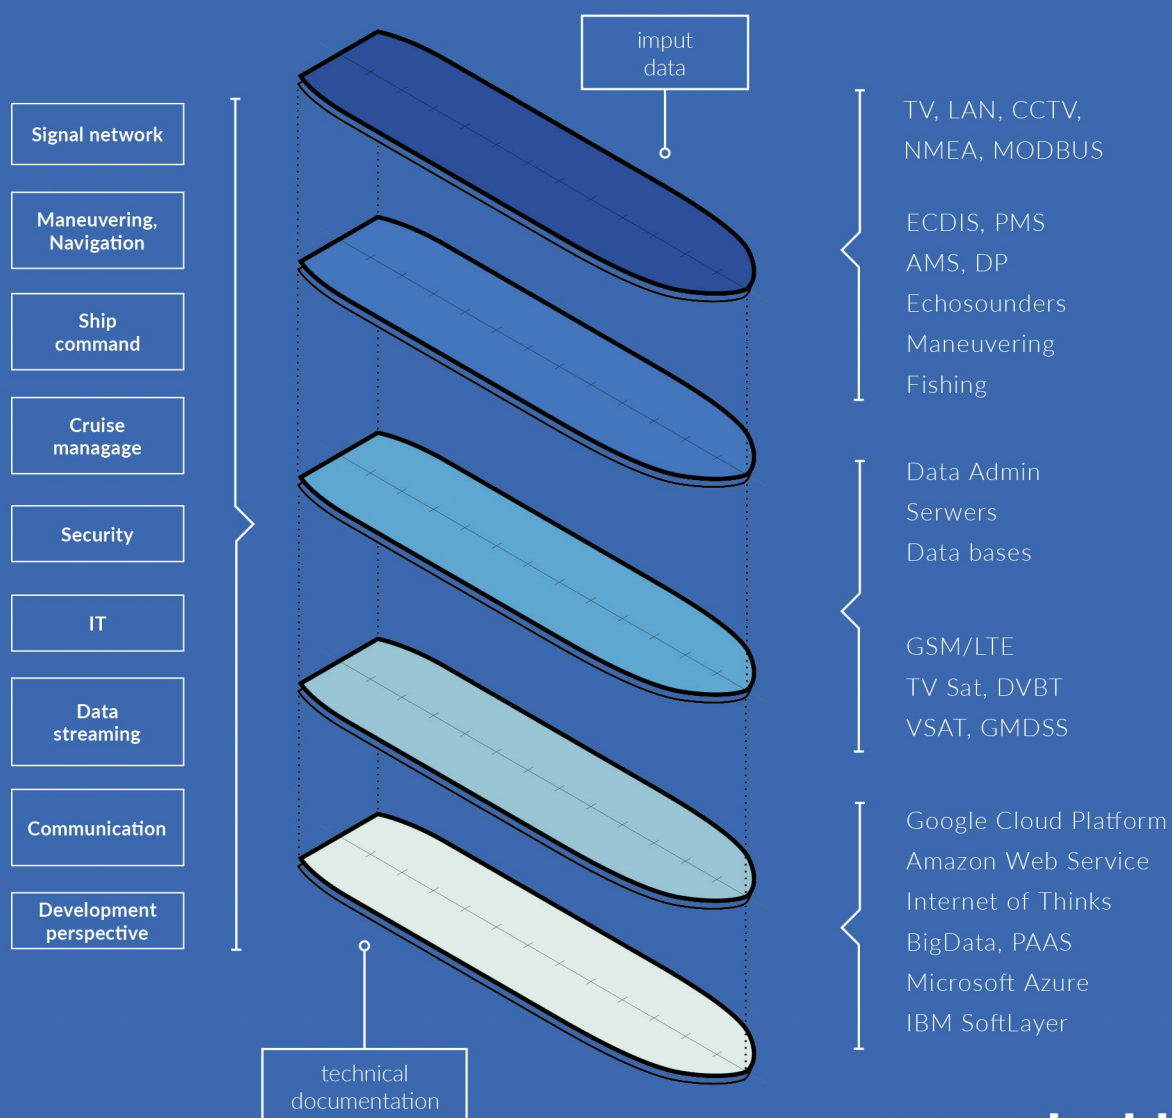 imput
data
Signal network
Maneuvering,
Navigation
Ship
command
Cruise
managage
Security
IT
Data
streaming
Communication
Development
perspective
TV, LAN, CCTV,
NMEA, MODBUS
ECDIS, PMS
AMS, DP
Echosounders
Maneuvering
Fishing
Data Admin
Serwers
Data bases
GSM/LTE
TV Sat, DVBT
VSAT, GMDSS
Google Cloud Platform
Amazon Web Service
Internet of Thinks
BigData, PAAS
Microsoft Azure
IBM SoftLayer
technical
documentation